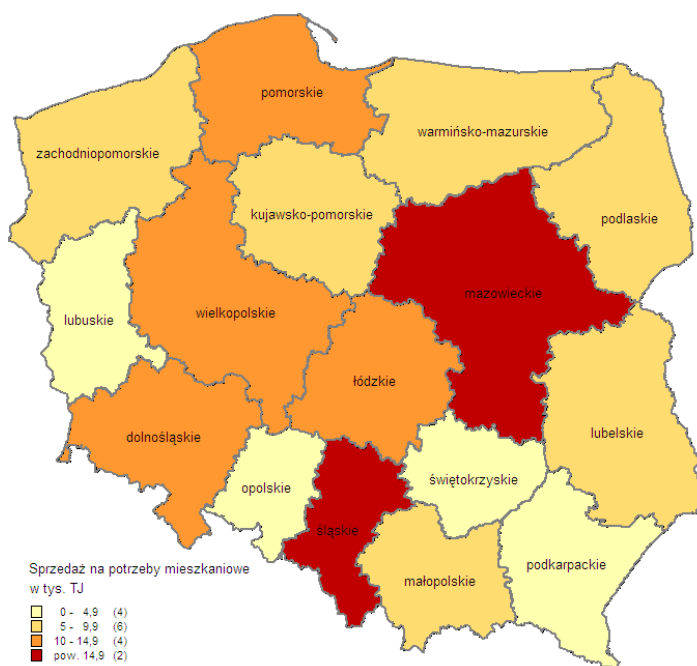 pomorskie
warmińsko-mazurskie
zachodniopomorskie
kujawsko-pomorskie
podlaskie
mazowieckie
wielkopolskie
lubuskie
łódzkie
dolnośląskie
lubelskie
opolskie
świętokrzyskie
śląskie
podkarpackie
małopolskie
Sprzedaż na potrzeby mieszkaniowe
w tys. TJ
0 - 4,9 (4)
5 - 9,9 (6)
10 - 14,9 (4)
pow. 14,9 (2)